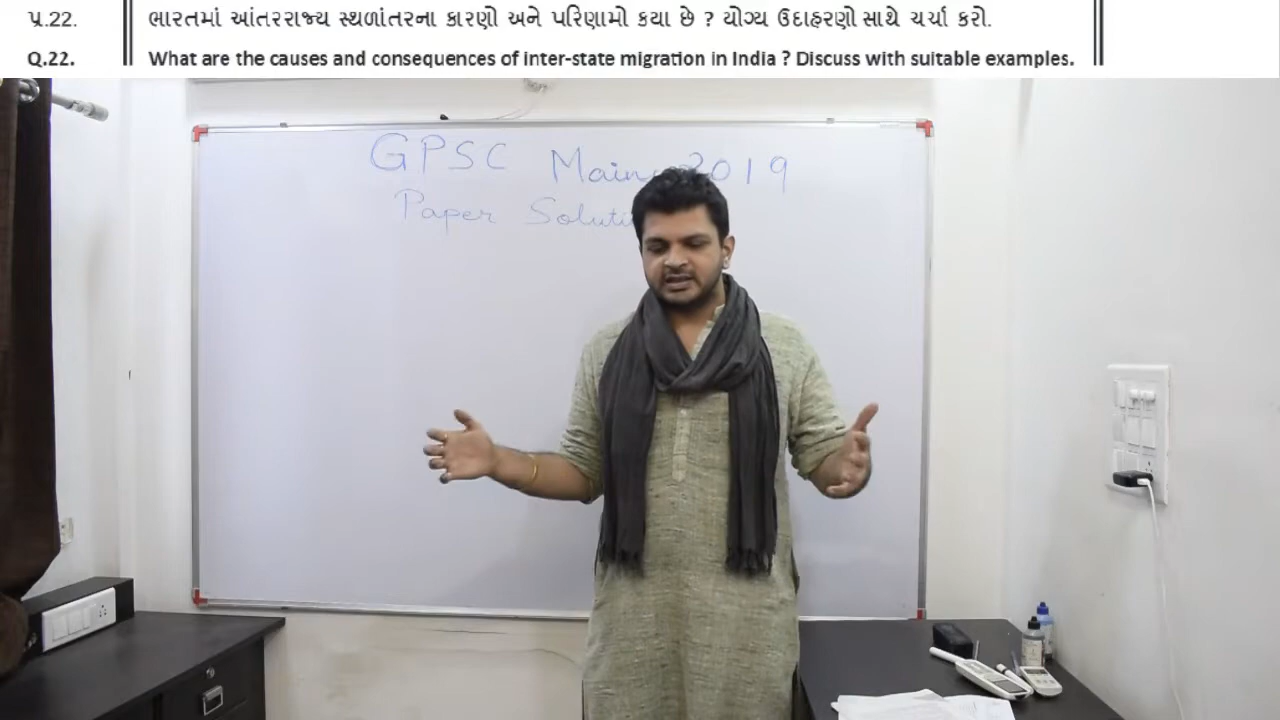 પ્ર.22. ભારતમાં આંતરરાજ્ય સ્થળાંતરના કારણો અને પરિણામો કયા છે ? યોગ્ય ઉદાહરણો સાથે ચર્ચા કરો.
Q.22. What are the causes and consequences of inter-state migration in India ? Discuss with suitable examples.
GPSC 2019
Paper